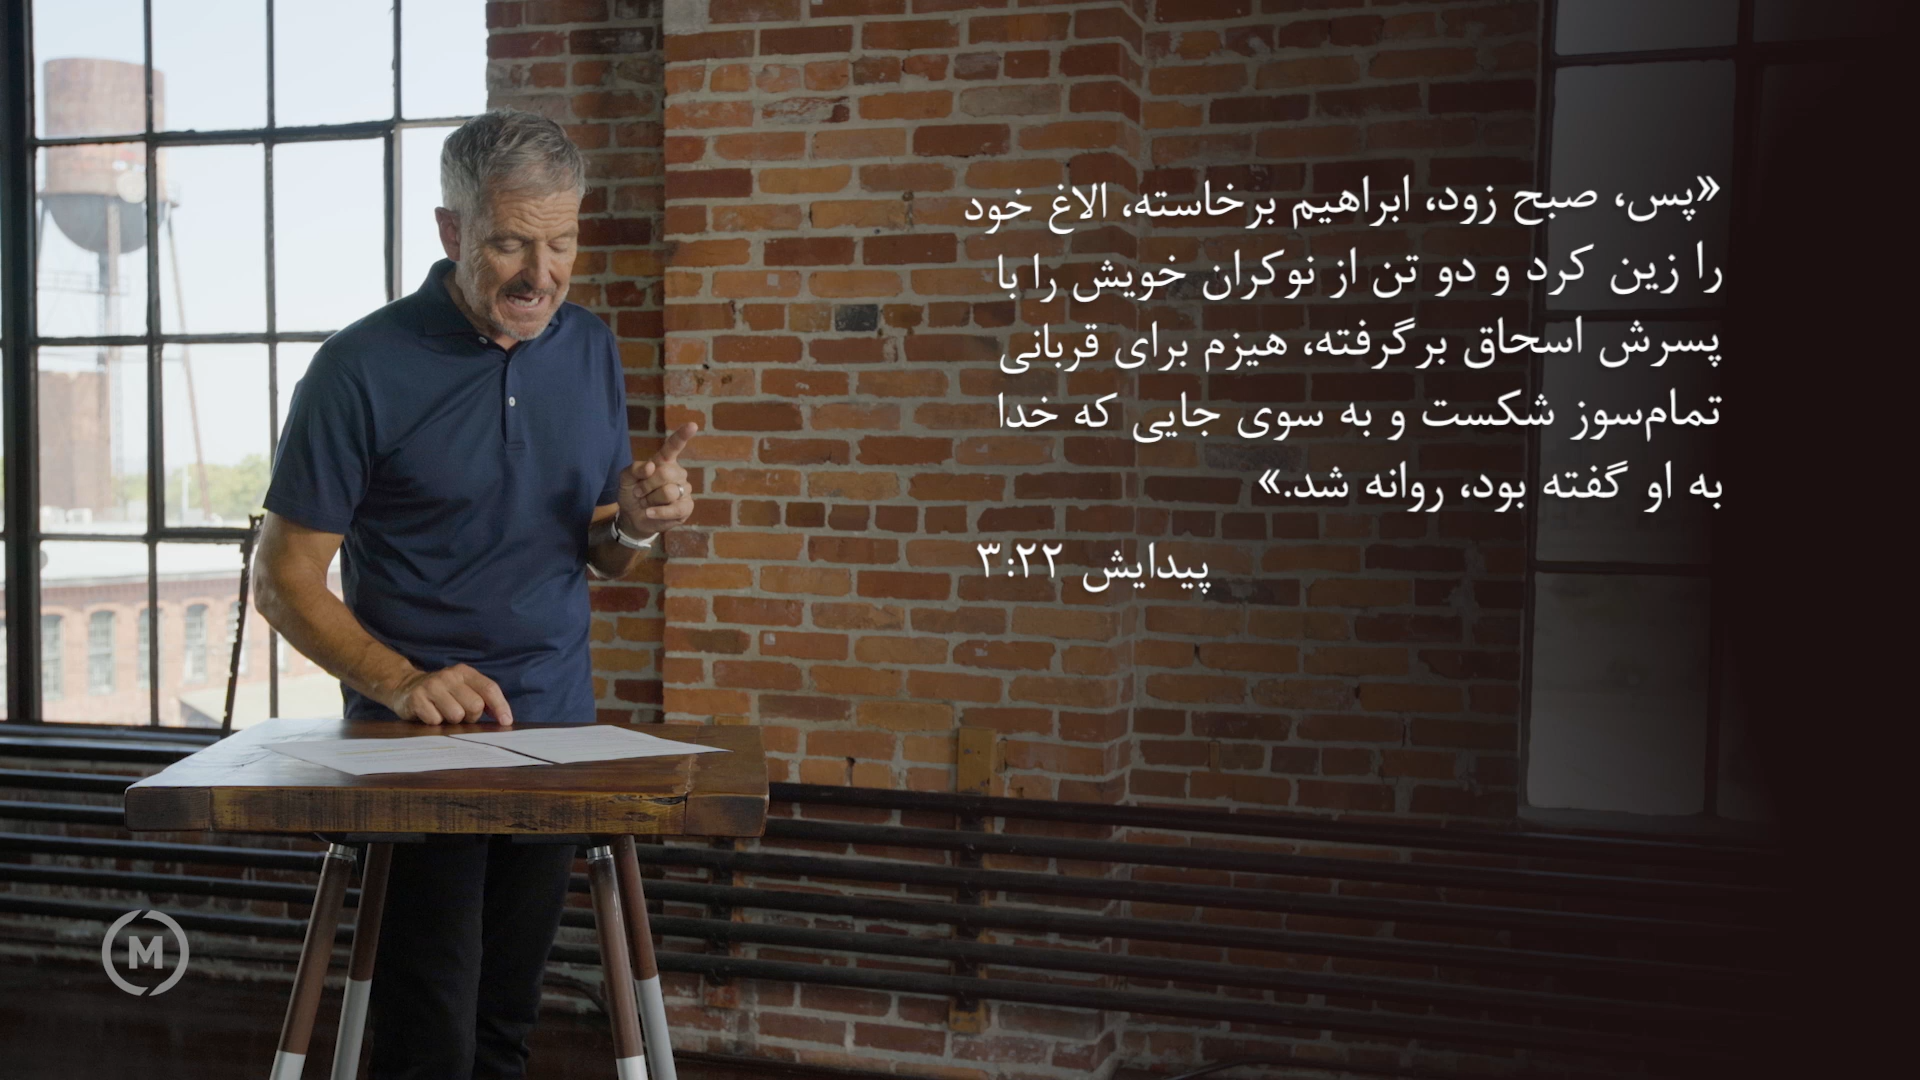 «پس، صبح زود، ابراهیم برخاسته، الاغ خود
را زین کرد و دو تن از نوکران خویش را با
پسرش اسحاق برگرفته، هیزم برای قربانی
تمام‌سوز شکست و به سوی جایی که خدا
به او گفته بود، روانه شد.»
پیدایش ۳:۲۲
M